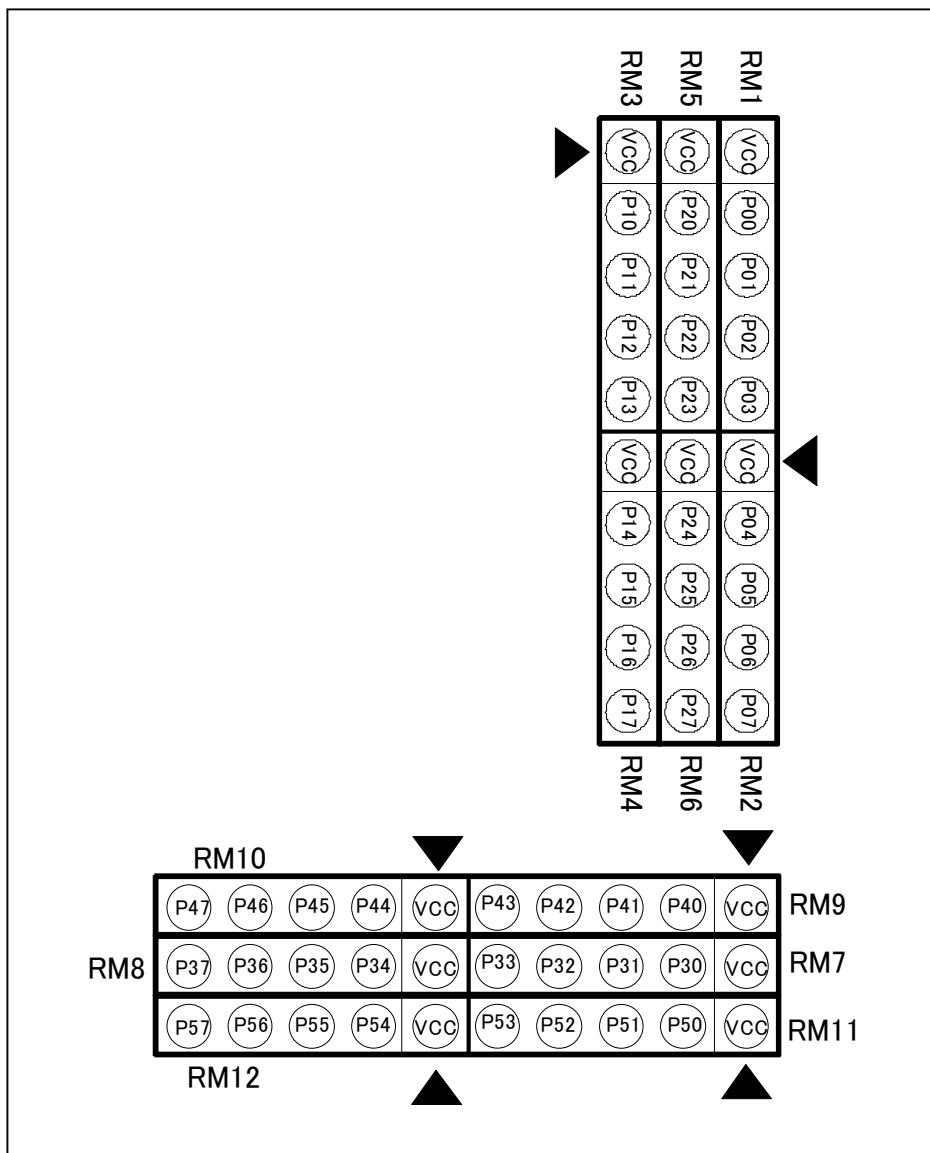 RM3 RM5 RM1
VCC VCC VCC
P10 P20 P00
P11 P21 P01
P12 P22 P02
P13 P23 P03
VCC VCC VCC
P14 P24 P04
P15 P25 P05
P16 P26 P06
P17 P27 P07
RM4 RM6 RM2
RM10
P47 P46 P45 P44 VCC P43 P42 P41 P40 VCC RM9
RM8 P37 P36 P35 P34 VCC P33 P32 P31 P30 VCC RM7
P57 P56 P55 P54 VCC P53 P52 P51 P50 VCC RM11
RM12